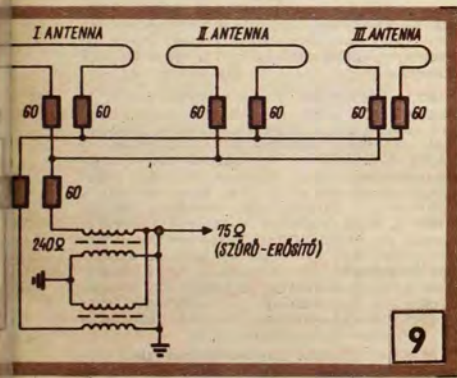 I ANTENNA
II. ANTENNA
III. ANTENNA
60
60
60
60
60
60
60
240Ω
75Ω
(SZŰRŐ-ERŐSÍTŐ)
9